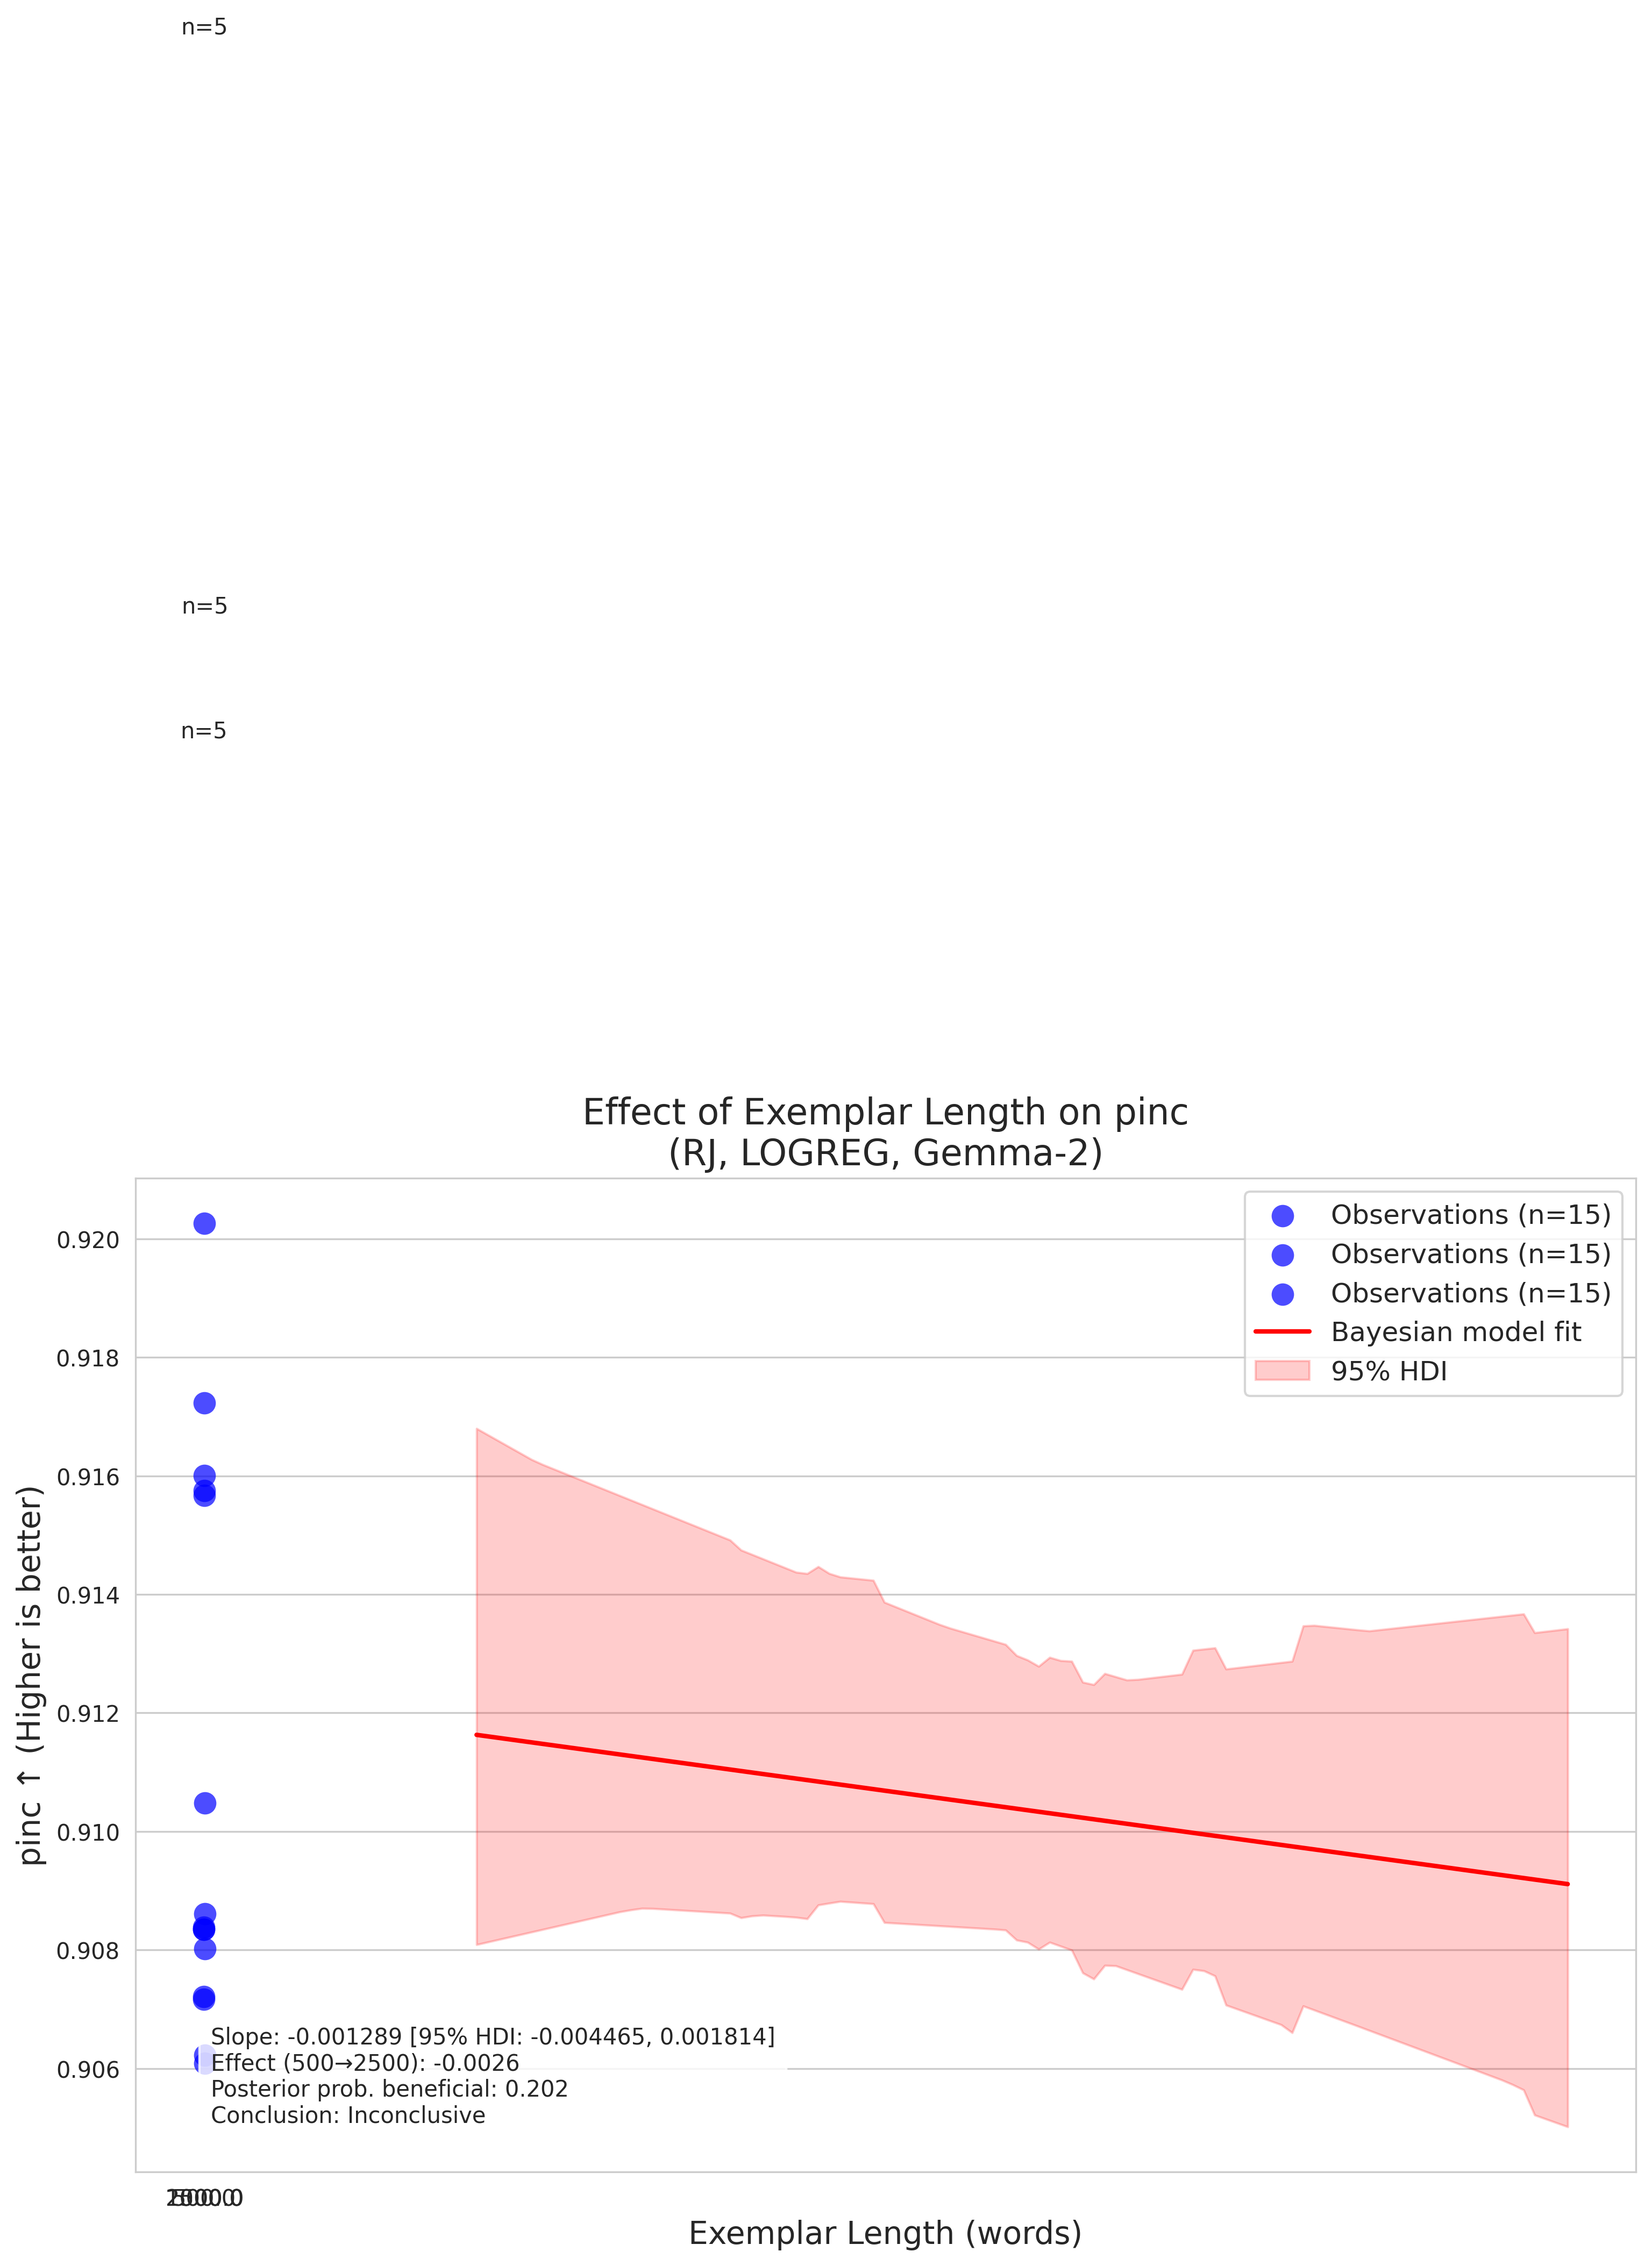 n=5
n=5
n=5
Effect of Exemplar Length on pinc
(RJ, LOGREG, Gemma-2)
Observations (n=15)
Observations (n=15)
Observations (n=15)
Bayesian model fit
95% HDI
pinc ↑ (Higher is better)
0.920
0.918
0.916
0.914
0.912
0.910
0.908
0.906
Slope: -0.001289 [95% HDI: -0.004465, 0.001814]
Effect (500→2500): -0.0026
Posterior prob. beneficial: 0.202
Conclusion: Inconclusive
Exemplar Length (words)